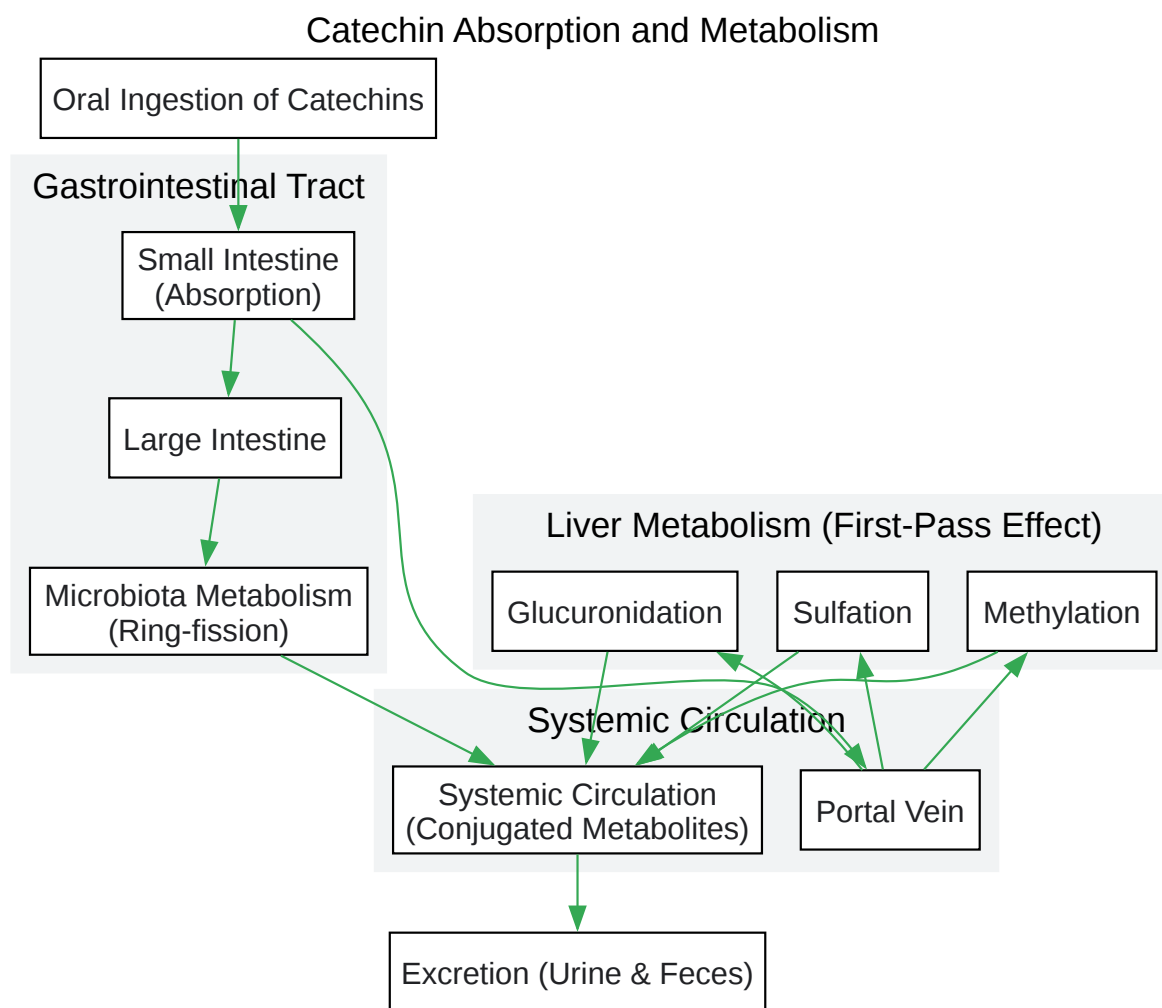 Catechin Absorption and Metabolism
Oral Ingestion of Catechins
Gastrointestinal Tract
Small Intestine
(Absorption)
Large Intestine
Microbiota Metabolism
(Ring-fission)
Liver Metabolism (First-Pass Effect)
Glucuronidation
Sulfation
Methylation
Systemic Circulation
Systemic Circulation
(Conjugated Metabolites)
Portal Vein
Excretion (Urine & Feces)